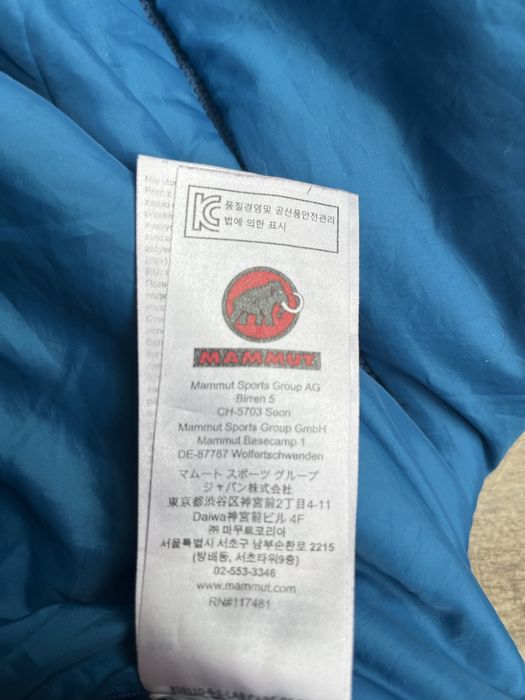 품질경영및 공산품안전관리
법에 의한 표시
MAMMUT
Mammut Sports Group AG
Birren 5
CH-5703 Seon
Mammut Sports Group GmbH
Mammut Basecamp 1
DE-87787 Wolfertschwenden
マムート スポーツ グループ
ジャパン株式会社
東京都渋谷区神宮前2丁目4-11
Daiwa神宮前ビル 4F
㈜ 마무트코리아
서울특별시 서초구 남부순환로 2215
(방배동, 서초타워9층)
02-553-3346
www.mammut.com
RN#117481